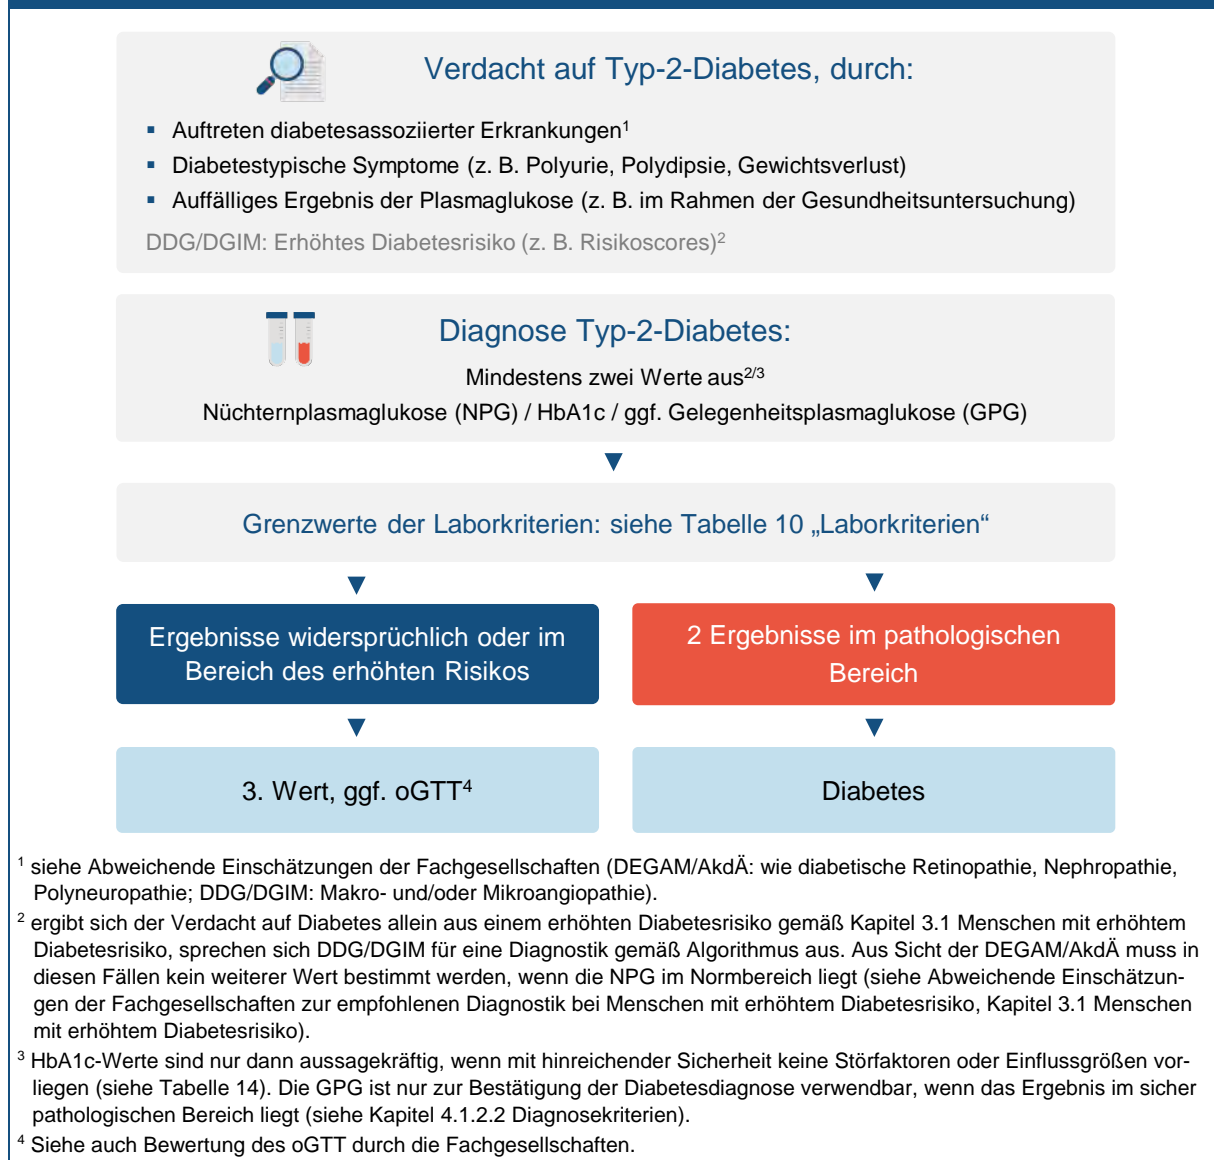 Verdacht auf Typ-2-Diabetes, durch:
▪ Auftreten diabetesassoziierter Erkrankungen¹
▪ Diabetestypische Symptome (z. B. Polyurie, Polydipsie, Gewichtsverlust)
▪ Auffälliges Ergebnis der Plasmaglukose (z. B. im Rahmen der Gesundheitsuntersuchung)
DDG/DGIM: Erhöhtes Diabetesrisiko (z. B. Risikoscores)²
Diagnose Typ-2-Diabetes:
Mindestens zwei Werte aus²/³
Nüchternplasmaglukose (NPG) / HbA1c / ggf. Gelegenheitsplasmaglukose (GPG)
Grenzwerte der Laborkriterien: siehe Tabelle 10 „Laborkriterien“
Ergebnisse widersprüchlich oder im
Bereich des erhöhten Risikos
2 Ergebnisse im pathologischen
Bereich
3. Wert, ggf. oGTT⁴
Diabetes
¹ siehe Abweichende Einschätzungen der Fachgesellschaften (DEGAM/AkdÄ: wie diabetische Retinopathie, Nephropathie,
Polyneuropathie; DDG/DGIM: Makro- und/oder Mikroangiopathie).
² ergibt sich der Verdacht auf Diabetes allein aus einem erhöhten Diabetesrisiko gemäß Kapitel 3.1 Menschen mit erhöhtem
Diabetesrisiko, sprechen sich DDG/DGIM für eine Diagnostik gemäß Algorithmus aus. Aus Sicht der DEGAM/AkdÄ muss in
diesen Fällen kein weiterer Wert bestimmt werden, wenn die NPG im Normbereich liegt (siehe Abweichende Einschätzun-
gen der Fachgesellschaften zur empfohlenen Diagnostik bei Menschen mit erhöhtem Diabetesrisiko, Kapitel 3.1 Menschen
mit erhöhtem Diabetesrisiko).
³ HbA1c-Werte sind nur dann aussagekräftig, wenn mit hinreichender Sicherheit keine Störfaktoren oder Einflussgrößen vor-
liegen (siehe Tabelle 14). Die GPG ist nur zur Bestätigung der Diabetesdiagnose verwendbar, wenn das Ergebnis im sicher
pathologischen Bereich liegt (siehe Kapitel 4.1.2.2 Diagnosekriterien).
⁴ Siehe auch Bewertung des oGTT durch die Fachgesellschaften.